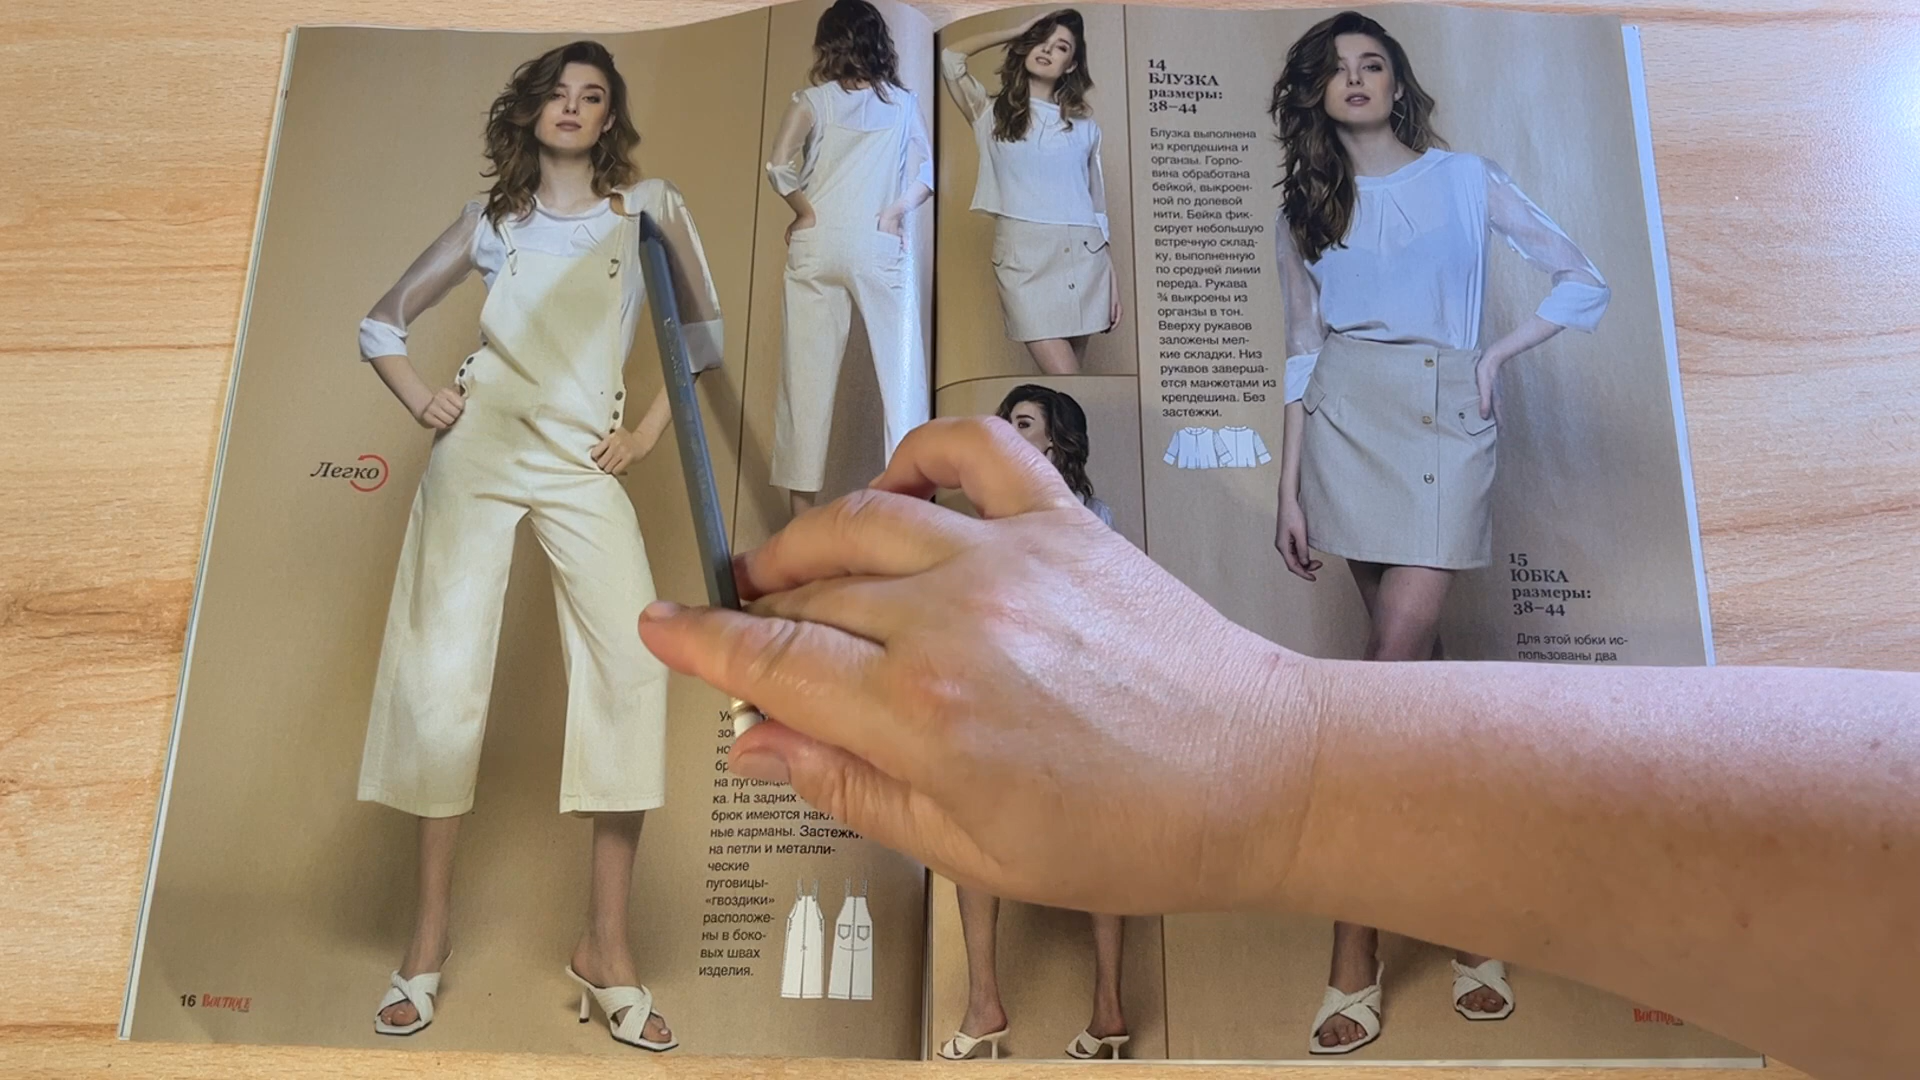 Легко
на пуговицы
ка. На задних
брюк имеются
ные карманы. Застежки
на петли и металли-
ческие
пуговицы-
«гвоздики»
расположе-
ны в боко-
вых швах
изделия.
16 BOUTIQUE
14
БЛУЗКА
размеры:
38–44
Блузка выполнена
из крепдешина и
органзы. Горло-
вина обработана
бейкой, выкроен-
ной по долевой
нити. Бейка фик-
сирует небольшую
встречную склад-
ку, выполненную
по средней линии
переда. Рукава
¾ выкроены из
органзы в тон.
Вверху рукавов
заложены мел-
кие складки. Низ
рукавов заверша-
ется манжетами из
крепдешина. Без
застежки.
15
ЮБКА
размеры:
38–44
Для этой юбки ис-
пользованы два
BOUTIQUE